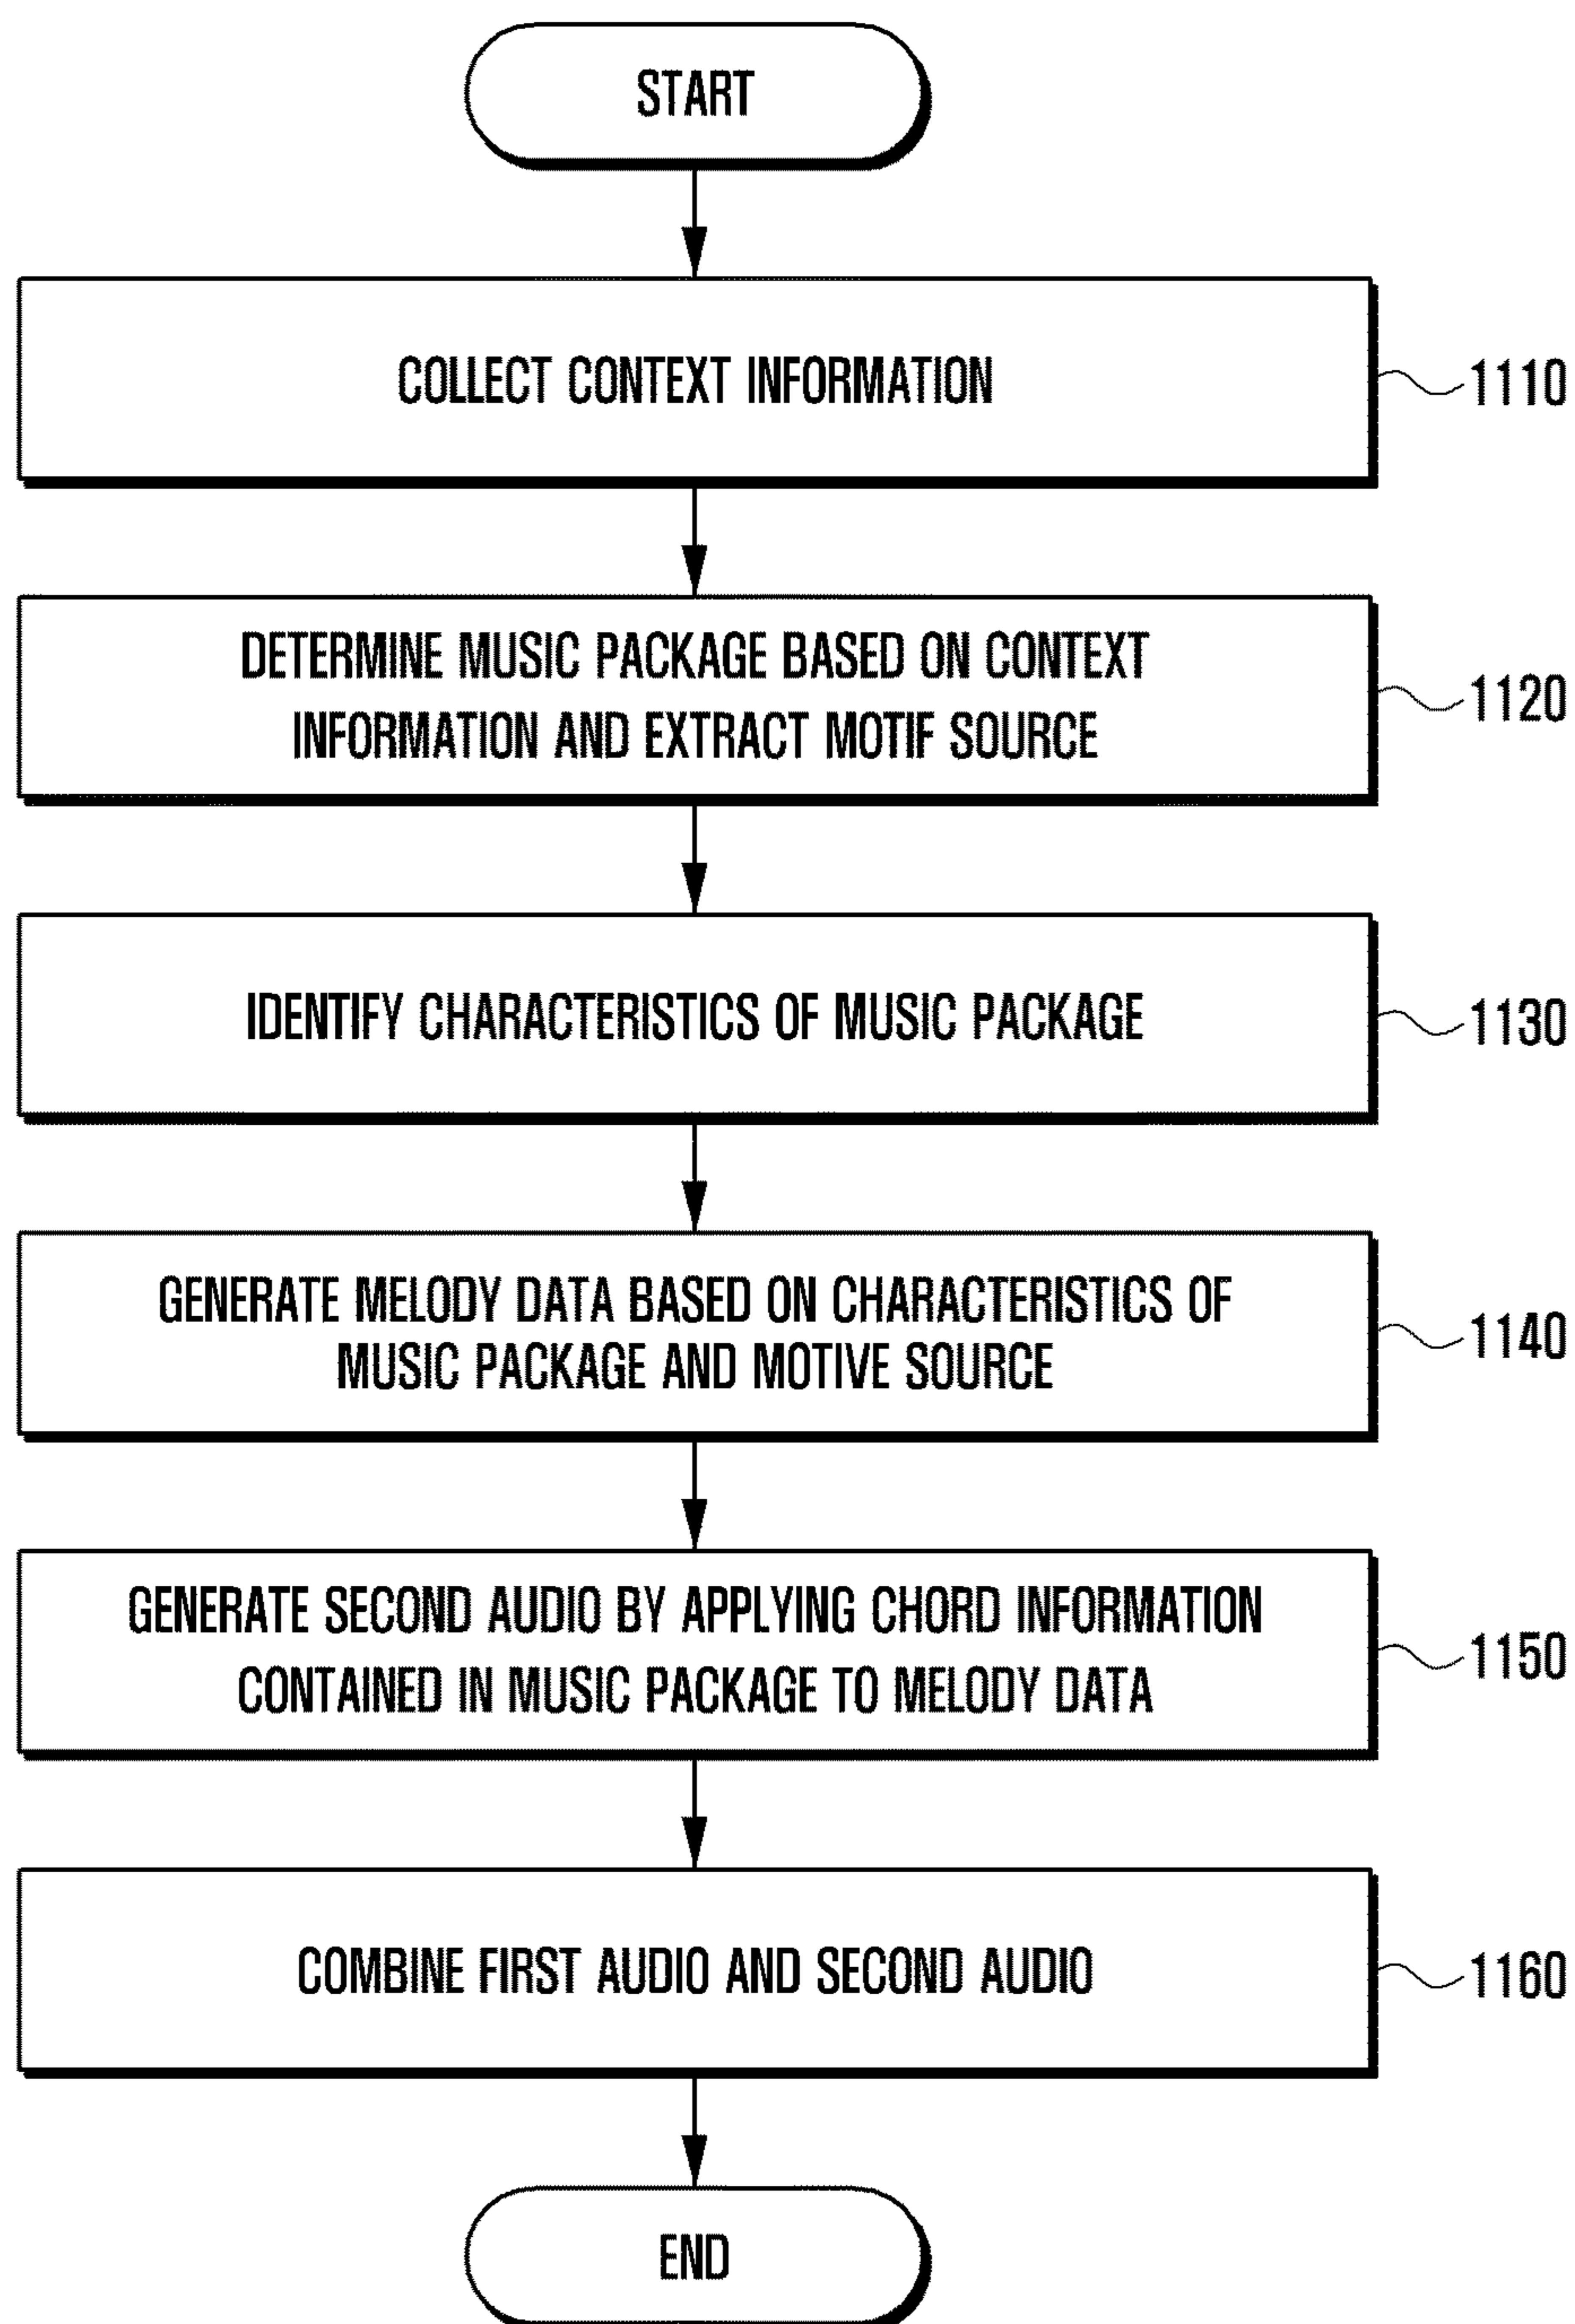 START
COLLECT CONTEXT INFORMATION
1110
DETERMINE MUSIC PACKAGE BASED ON CONTEXT
INFORMATION AND EXTRACT MOTIF SOURCE
1120
IDENTIFY CHARACTERISTICS OF MUSIC PACKAGE
1130
GENERATE MELODY DATA BASED ON CHARACTERISTICS OF
MUSIC PACKAGE AND MOTIVE SOURCE
1140
GENERATE SECOND AUDIO BY APPLYING CHORD INFORMATION
CONTAINED IN MUSIC PACKAGE TO MELODY DATA
1150
COMBINE FIRST AUDIO AND SECOND AUDIO
1160
END